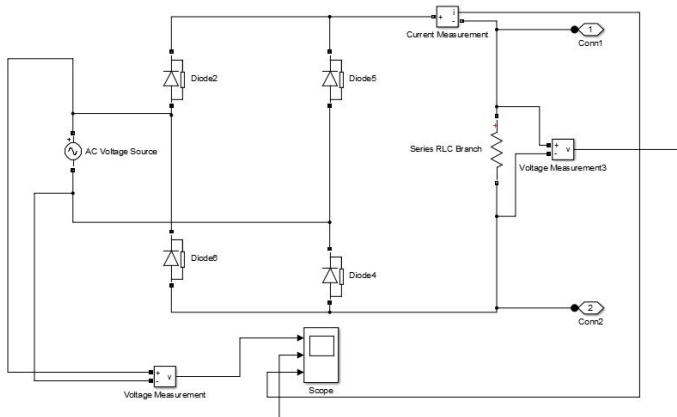 i
+
-
Current Measurement
1
Conn1
Diode2
Diode5
+
AC Voltage Source
+
Series RLC Branch
+
-
v
Voltage Measurement3
Diode6
Diode4
2
Conn2
+
-
v
Voltage Measurement
Scope